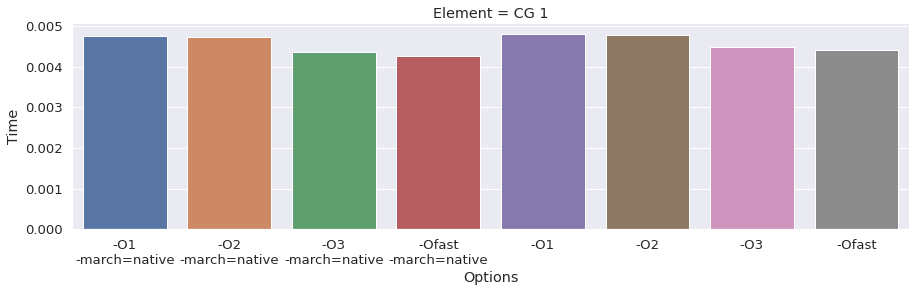 Element = CG 1
Time
0.005
0.004
0.003
0.002
0.001
0.000
-O1
-march=native
-O2
-march=native
-O3
-march=native
-Ofast
-march=native
-O1
-O2
-O3
-Ofast
Options